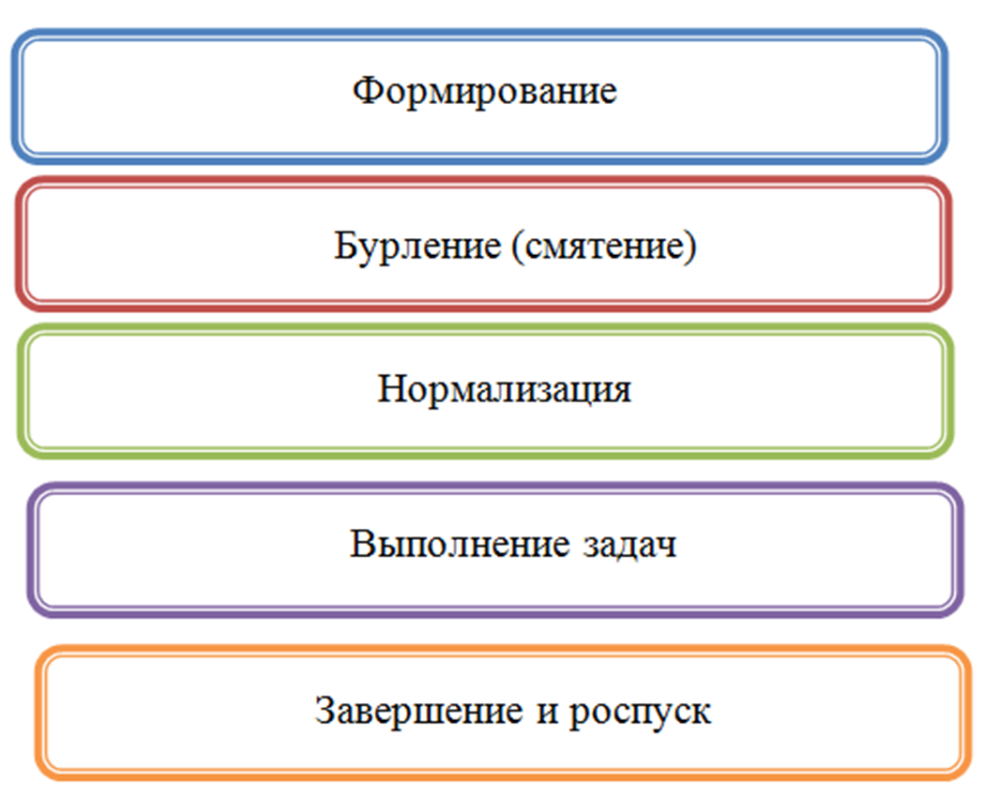 Формирование
Бурление (смятение)
Нормализация
Выполнение задач
Завершение и роспуск